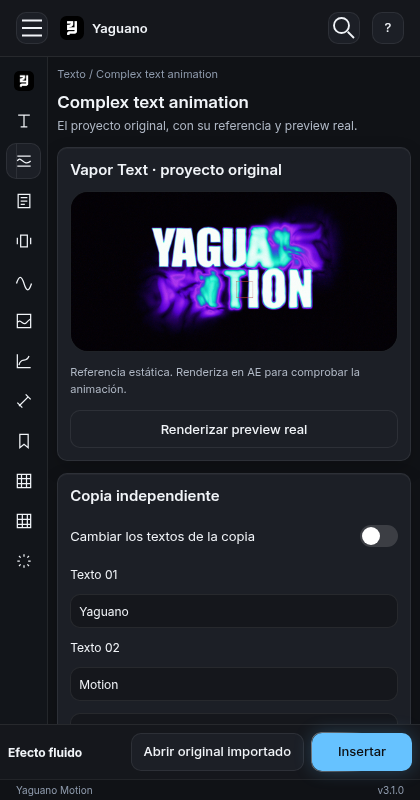 Yaguano
?
Texto / Complex text animation
Complex text animation
El proyecto original, con su referencia y preview real.
Vapor Text · proyecto original
YAGUA
TION
Referencia estática. Renderiza en AE para comprobar la
animación.
Renderizar preview real
Copia independiente
Cambiar los textos de la copia
Texto 01
Yaguano
Texto 02
Motion
Efecto fluido
Abrir original importado
Insertar
Yaguano Motion
v3.1.0